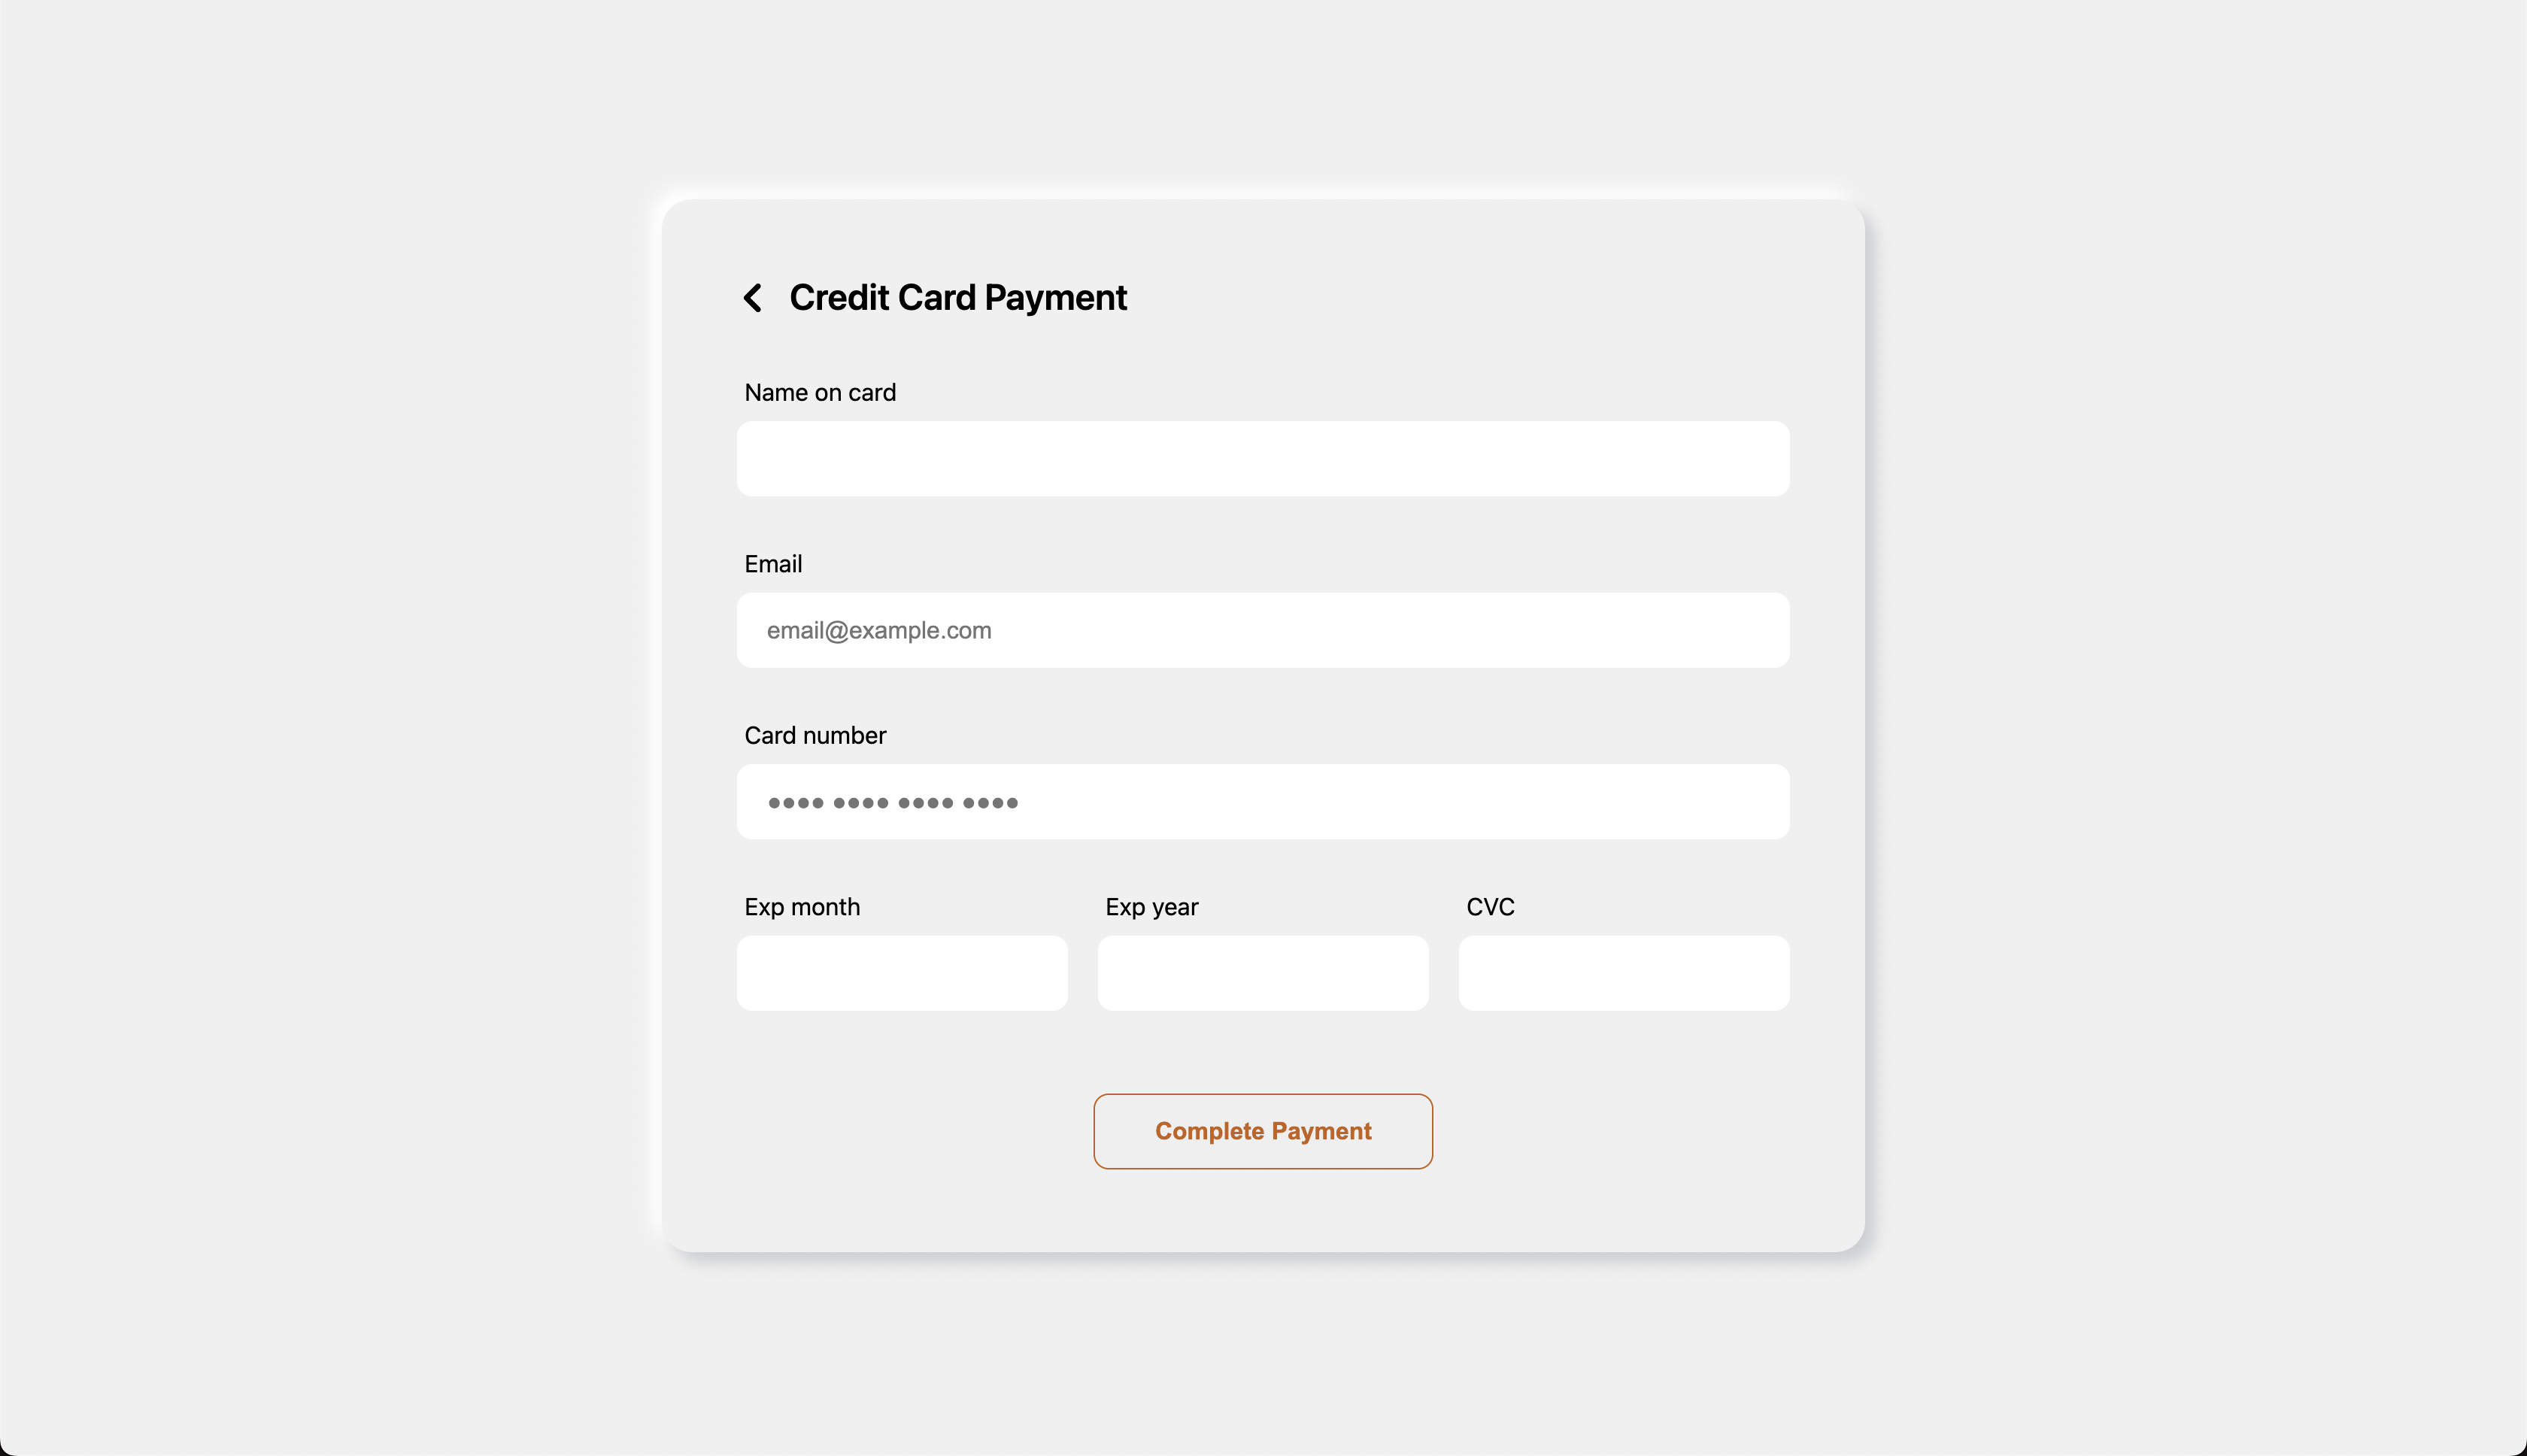 Credit Card Payment
Name on card
Email
email@example.com
Card number
•••• •••• •••• ••••
Exp month Exp year CVC
Complete Payment